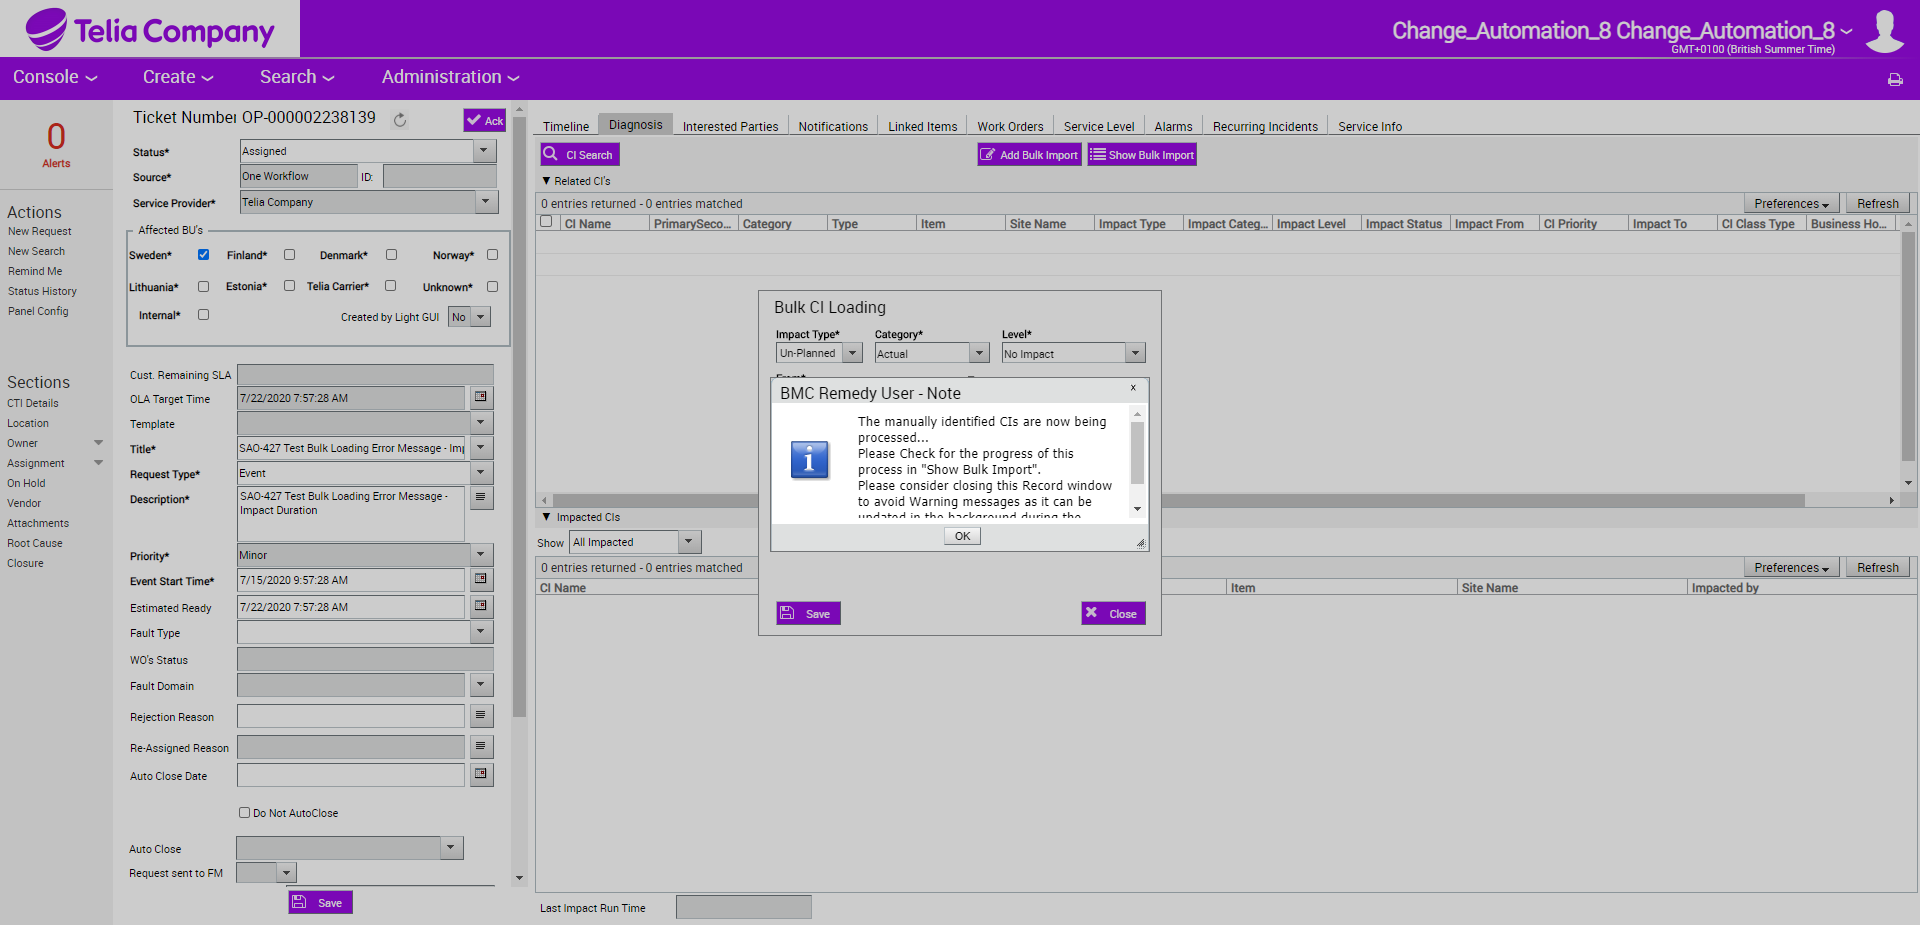 Telia Company
Change_Automation_8 Change_Automation_8
GMT+0100 (British Summer Time)
Console
Create
Search
Administration
0
Alerts
Actions
New Request
New Search
Remind Me
Status History
Panel Config
Sections
CTI Details
Location
Owner
Assignment
On Hold
Vendor
Attachments
Root Cause
Closure
Ticket Number OP-000002238139
Ack
Status* Assigned
Source* One Workflow ID:
Service Provider* Telia Company
Affected BU's
Sweden* Finland* Denmark* Norway*
Lithuania* Estonia* Telia Carrier* Unknown*
Internal* Created by Light GUI No
Cust. Remaining SLA
OLA Target Time 7/22/2020 7:57:28 AM
Template
Title* SAO-427 Test Bulk Loading Error Message - Imp
Request Type* Event
Description* SAO-427 Test Bulk Loading Error Message -
Impact Duration
Priority* Minor
Event Start Time* 7/15/2020 9:57:28 AM
Estimated Ready 7/22/2020 7:57:28 AM
Fault Type
WO's Status
Fault Domain
Rejection Reason
Re-Assigned Reason
Auto Close Date
Do Not AutoClose
Auto Close
Request sent to FM
Save
Timeline Diagnosis Interested Parties Notifications Linked Items Work Orders Service Level Alarms Recurring Incidents Service Info
CI Search Add Bulk Import Show Bulk Import
Related CI's
0 entries returned - 0 entries matched Preferences Refresh
CI Name PrimarySeco... Category Type Item Site Name Impact Type Impact Categ... Impact Level Impact Status Impact From CI Priority Impact To CI Class Type Business Ho...
Bulk CI Loading
Impact Type* Category* Level*
Un-Planned Actual No Impact
BMC Remedy User - Note x
The manually identified CIs are now being
processed...
Please Check for the progress of this
process in "Show Bulk Import".
Please consider closing this Record window
to avoid Warning messages as it can be
updated in the background during the
OK
Save Close
Impacted CIs
Show All Impacted
0 entries returned - 0 entries matched Preferences Refresh
CI Name Item Site Name Impacted by
Last Impact Run Time